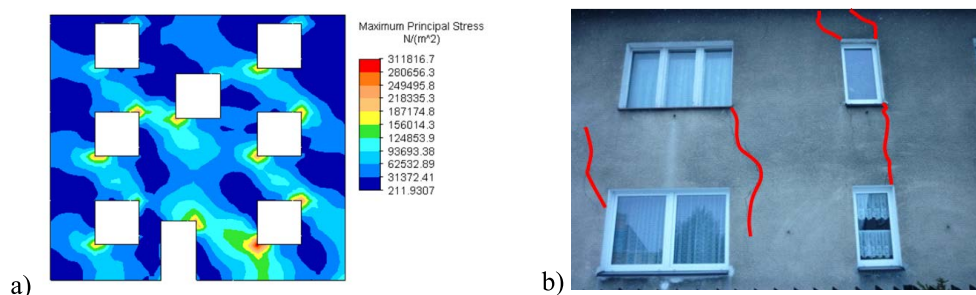 Maximum Principal Stress
N/(m^2)
311816.7
280656.3
249495.8
218335.3
187174.8
156014.3
124853.9
93693.38
62532.89
31372.41
211.9307
a)
b)